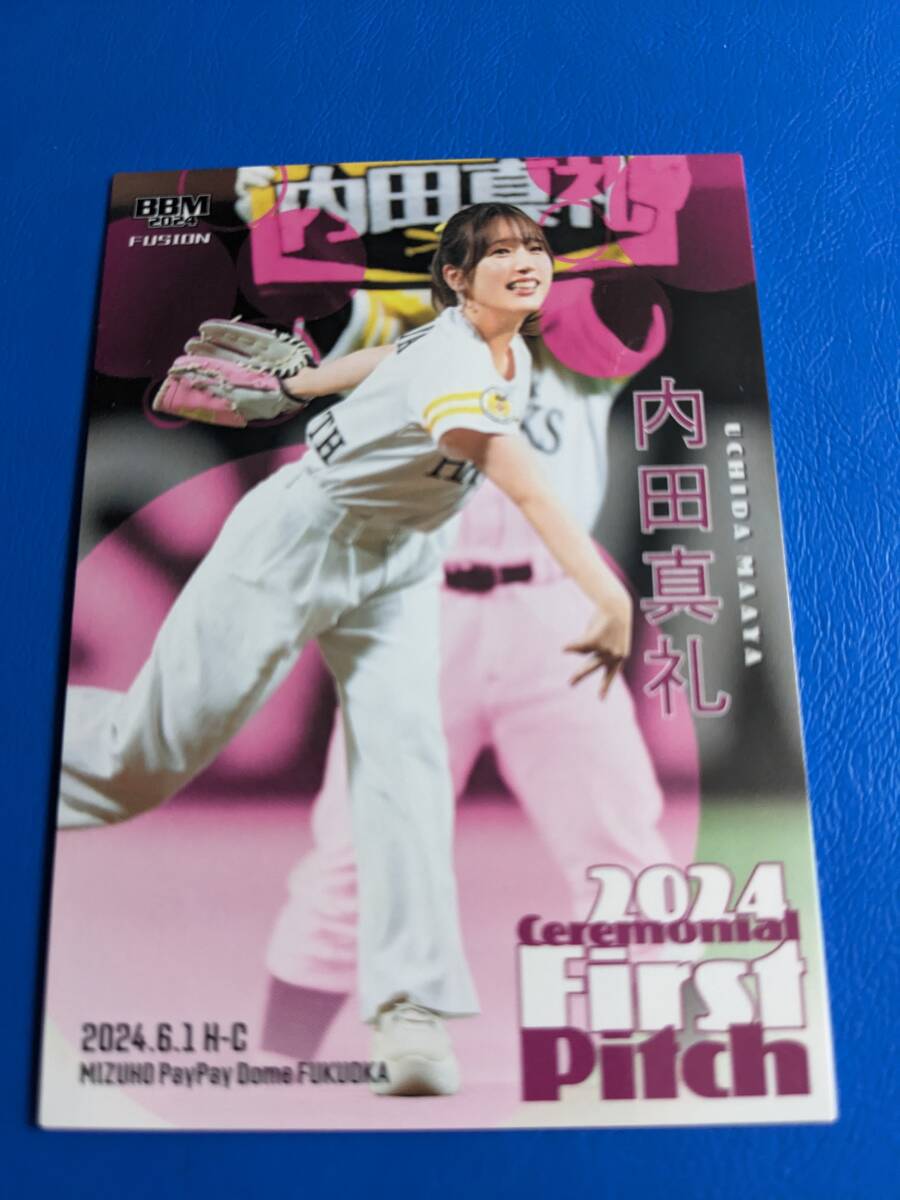 BBM
2024
FUSION
内田真礼
内田真礼
UCHIDA MAAYA
2024
Ceremonial
First
Pitch
2024.6.1 H-C
MIZUHO PayPay Dome FUKUOKA